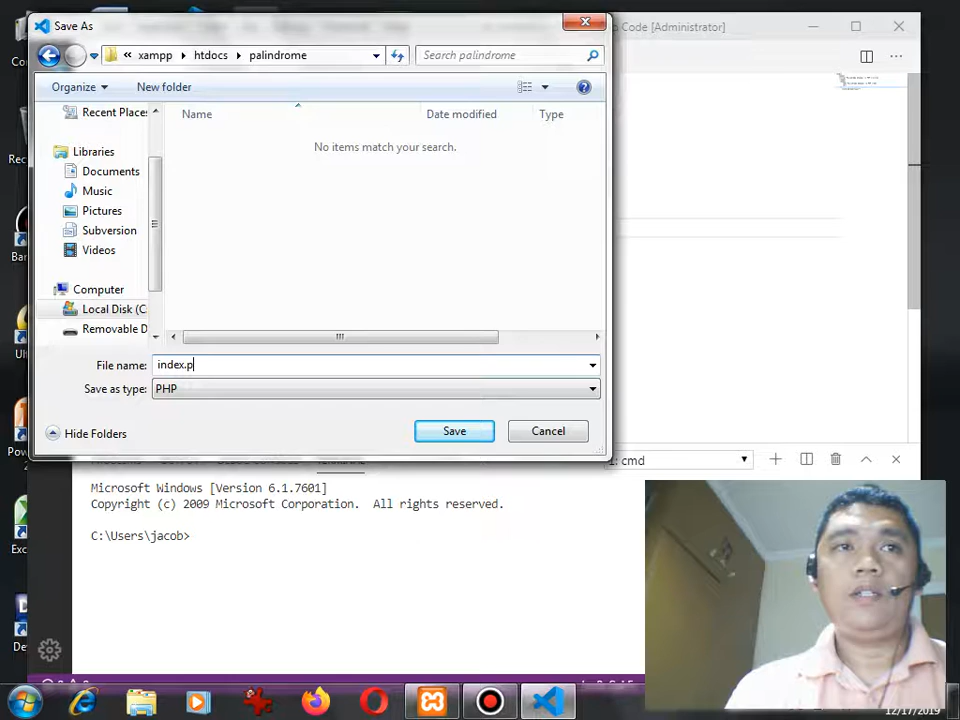 Save As
Code [Administrator]
xampp
htdocs
palindrome
Search palindrome
Organize
New folder
Recent Places
Name
Date modified
Type
No items match your search.
Libraries
Documents
Music
Pictures
Subversion
Videos
Computer
Local Disk (C
Removable D
File name:
index.p
Save as type:
PHP
Hide Folders
Save
Cancel
1: cmd
Microsoft Windows [Version 6.1.7601]
Copyright (c) 2009 Microsoft Corporation. All rights reserved.
C:\Users\jacob>
12/17/2019